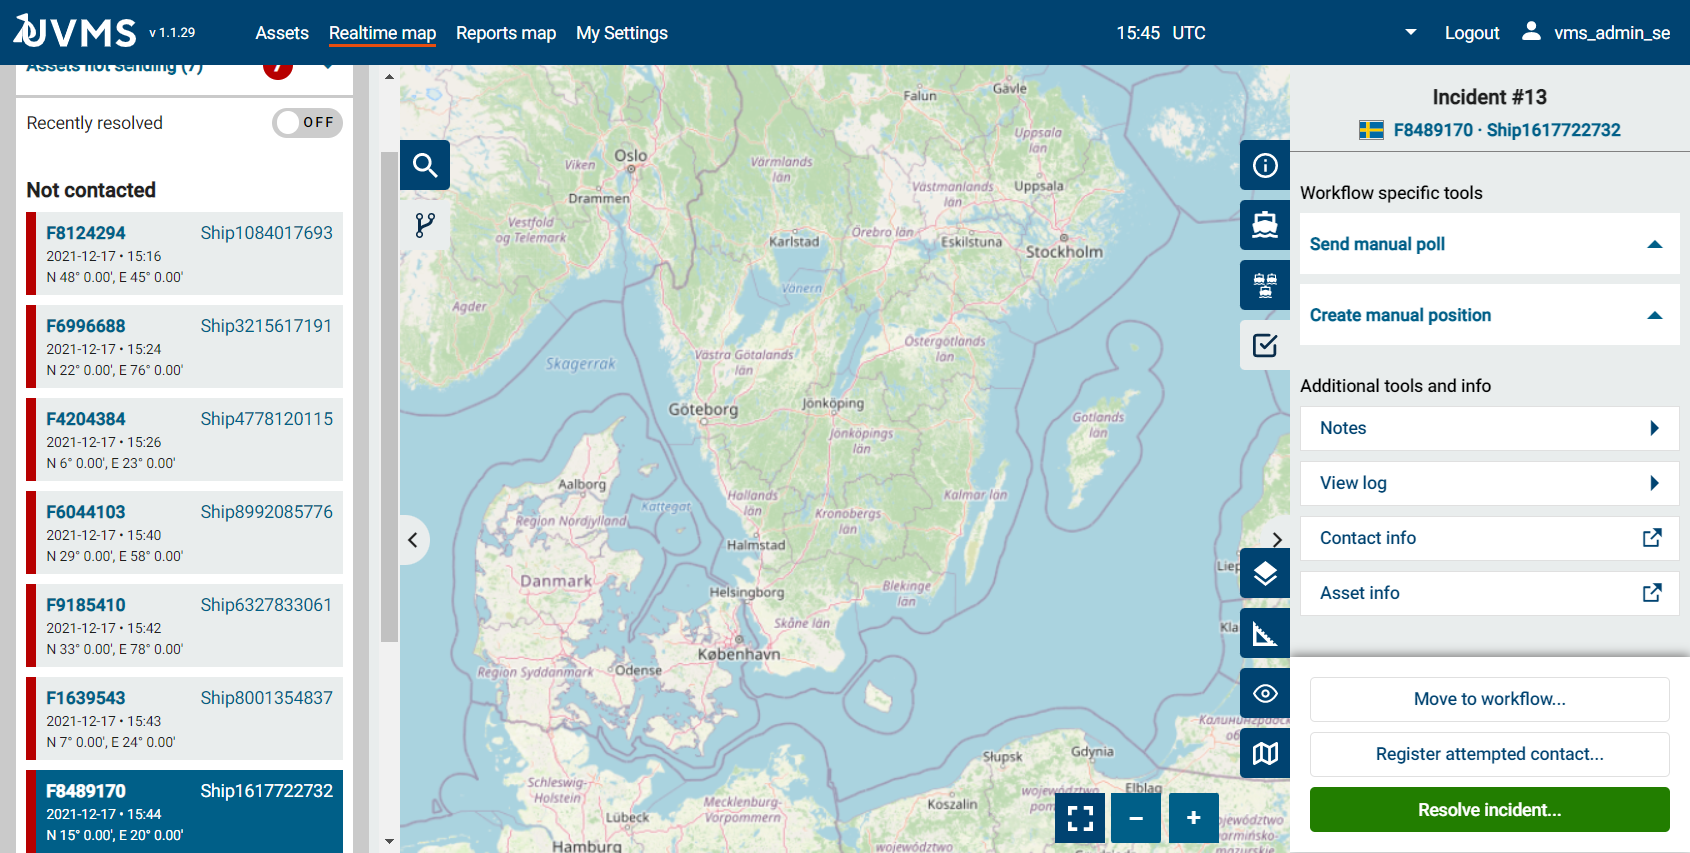 UVMS v 1.1.29
Assets
Realtime map
Reports map
My Settings
15:45 UTC
Logout
vms_admin_se
Assets not sending (7)
7
Recently resolved
OFF
Not contacted
F8124294 Ship1084017693
2021-12-17 • 15:16
N 48° 0.00', E 45° 0.00'
F6996688 Ship3215617191
2021-12-17 • 15:24
N 22° 0.00', E 76° 0.00'
F4204384 Ship4778120115
2021-12-17 • 15:26
N 6° 0.00', E 23° 0.00'
F6044103 Ship8992085776
2021-12-17 • 15:40
N 29° 0.00', E 58° 0.00'
F9185410 Ship6327833061
2021-12-17 • 15:42
N 33° 0.00', E 78° 0.00'
F1639543 Ship8001354837
2021-12-17 • 15:43
N 7° 0.00', E 24° 0.00'
F8489170 Ship1617722732
2021-12-17 • 15:44
N 15° 0.00', E 20° 0.00'
Falun
Gävle
Uppsala
län
Oslo
Viken
Värmlands
län
Drammen
Västmanlands
län
Uppsala
Vestfold
og Telemark
Karlstad
Örebro län
Eskilstuna
Stockholm
Vänern
Agder
Skagerrak
Västra Götalands
län
Östergötlands
län
Göteborg
Jönköping
Jönköpings
län
Gotlands
län
Aalborg
Region Nordjylland
Kattegat
Hallands
län
Kronobergs
län
Kalmar län
Halmstad
Danmark
Helsingborg
Blekinge
län
Liep
Skåne län
Kla
København
Region Syddanmark
Odense
Калининградск
об
Słupsk
Gdynia
Schleswig-
Holstein
Mecklenburg-
Vorpommern
Koszalin
Elbląg
województwo
pom
Lübeck
Hamburg
województwo
województwo
warmińsko-
mazur
Incident #13
F8489170 · Ship1617722732
Workflow specific tools
Send manual poll
Create manual position
Additional tools and info
Notes
View log
Contact info
Asset info
Move to workflow...
Register attempted contact...
Resolve incident...